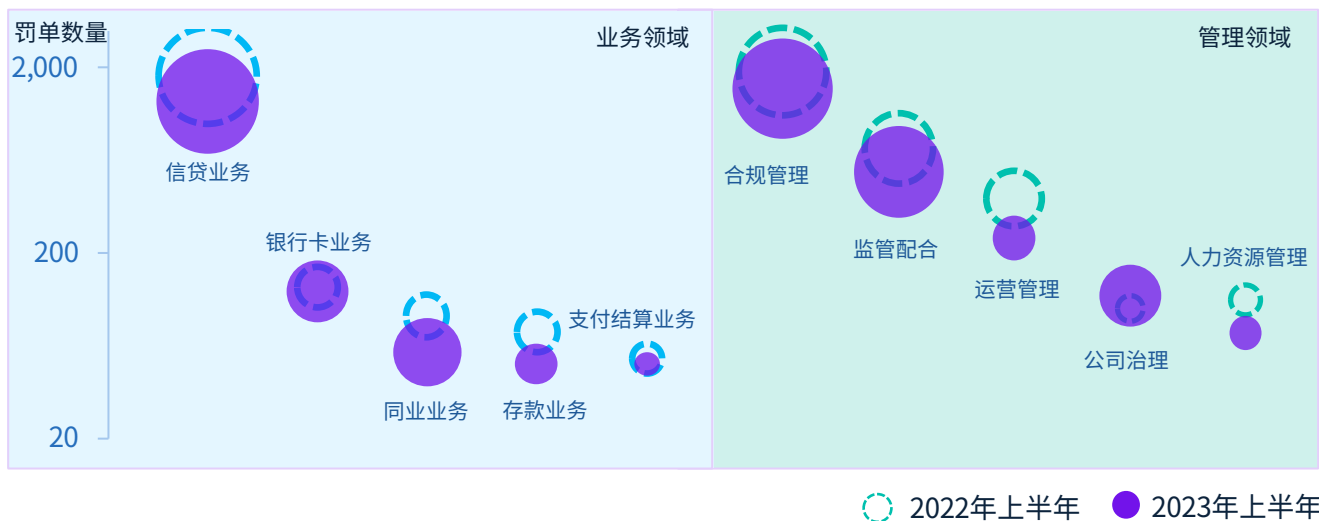 罚单数量
业务领域
管理领域
2,000
200
20
信贷业务
银行卡业务
同业业务
存款业务
支付结算业务
合规管理
监管配合
运营管理
公司治理
人力资源管理
2022年上半年
2023年上半年